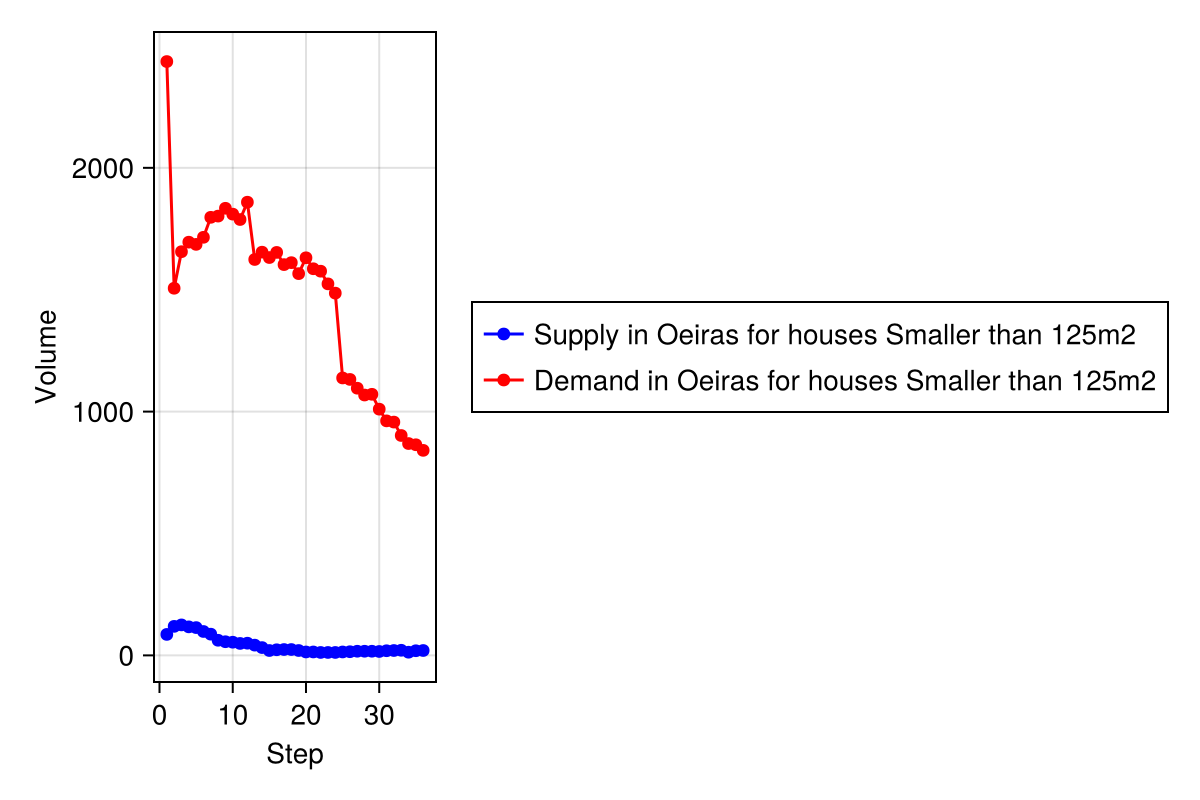 2000
1000
0
Volume
0 10 20 30
Step
Supply in Oeiras for houses Smaller than 125m2
Demand in Oeiras for houses Smaller than 125m2